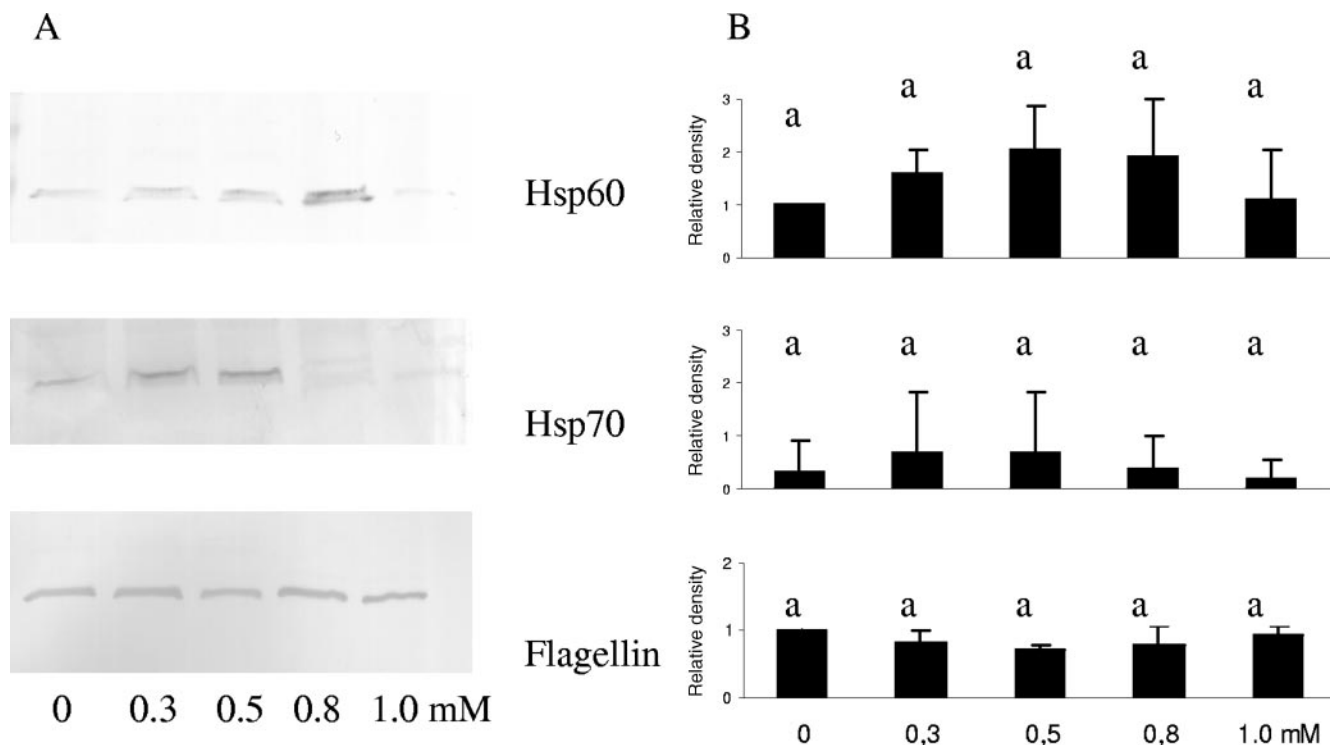 A
Hsp60
Hsp70
Flagellin
0 0.3 0.5 0.8 1.0 mM
B
a a a a a
Relative density
3
2
1
0
a a a a a
Relative density
3
2
1
0
a a a a a
Relative density
2
1
0
0 0,3 0,5 0,8 1.0 mM